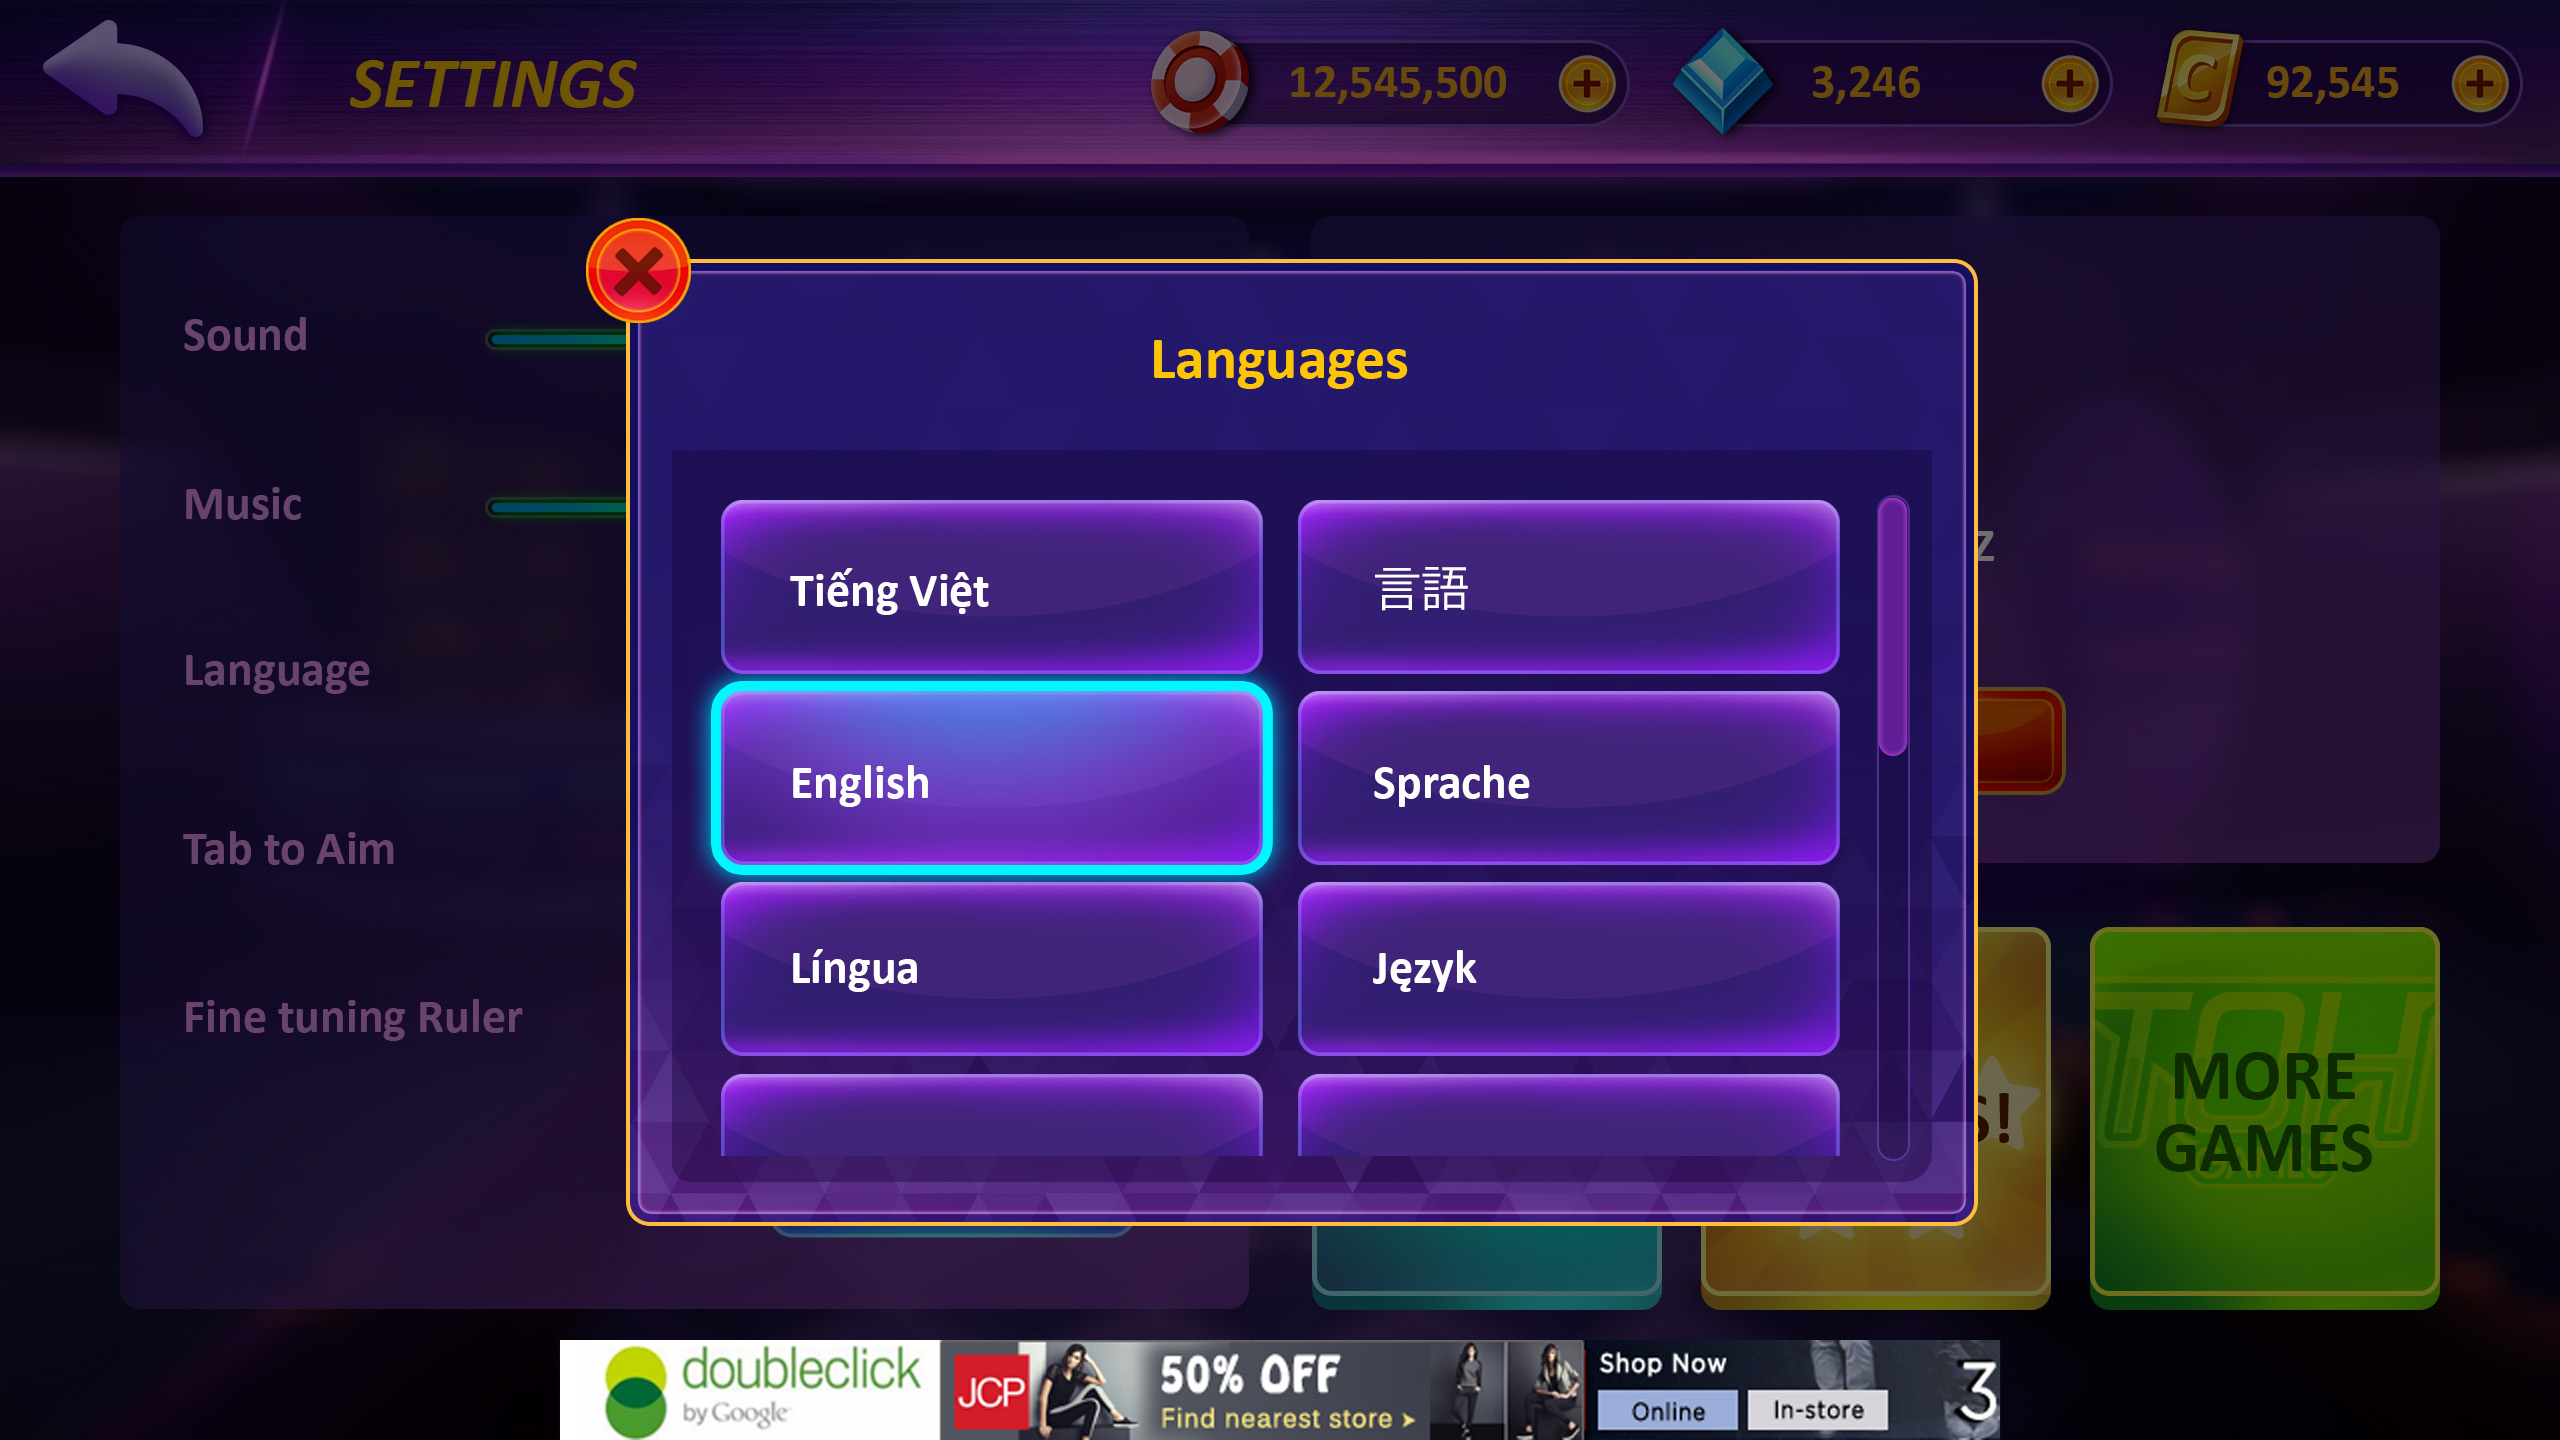 SETTINGS
12,545,500
3,246
92,545
Sound
Music
Language
Tab to Aim
Fine tuning Ruler
Languages
Tiếng Việt
言語
English
Sprache
Língua
Język
MORE
GAMES
TOH
GAMES
doubleclick
by Google
JCP
50% OFF
Find nearest store
Shop Now
Online
In-store
3